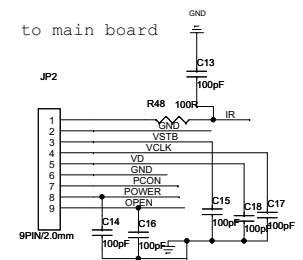 GND
to main board
C13
100pF
JP2
R48
100R
IR
1
GND
2
VSTB
3
VCLK
4
VD
5
GND
6
PCON
7
POWER
8
OPEN
9
C15
C18
C17
C14
C16
9PIN/2.0mm
100pF
100pF
100pF
100pF
100pF